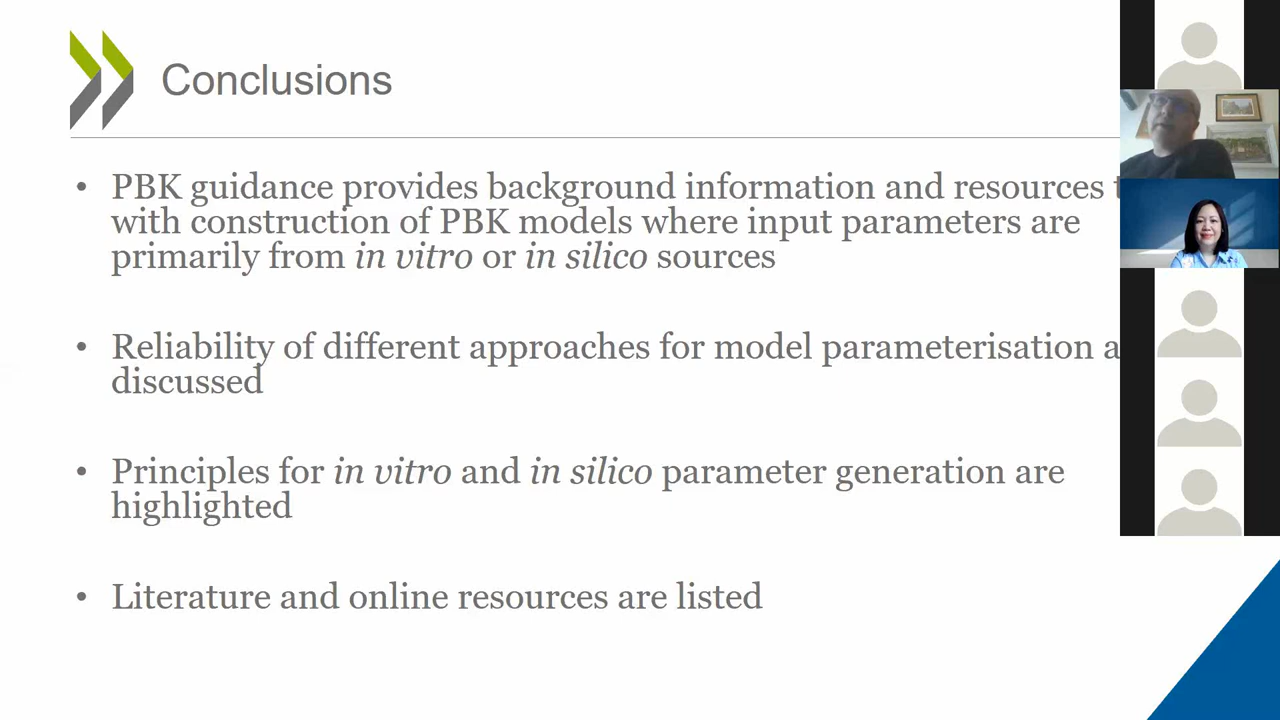 Conclusions
• PBK guidance provides background information and resources
with construction of PBK models where input parameters are
primarily from in vitro or in silico sources
• Reliability of different approaches for model parameterisation
discussed
• Principles for in vitro and in silico parameter generation are
highlighted
• Literature and online resources are listed